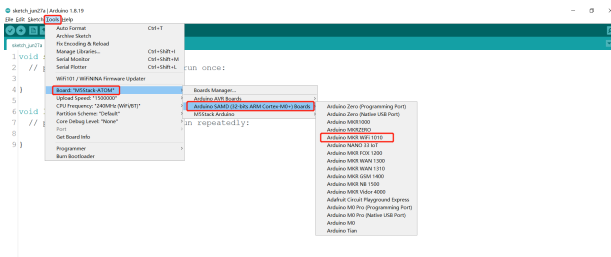 sketch_jun27a | Arduino 1.8.19
File Edit Sketch Tools Help
sketch_jun27a
Auto Format Ctrl+T
Archive Sketch
Fix Encoding & Reload
Manage Libraries... Ctrl+Shift+I
Serial Monitor Ctrl+Shift+M
Serial Plotter Ctrl+Shift+L
WiFi101 / WiFiNINA Firmware Updater
Board: "M5Stack-ATOM"
Upload Speed: "1500000"
CPU Frequency: "240MHz (WiFi/BT)"
Partition Scheme: "Default"
Core Debug Level: "None"
Port
Get Board Info
Programmer
Burn Bootloader
Boards Manager...
Arduino AVR Boards
Arduino SAMD (32-bits ARM Cortex-M0+) Boards
M5Stack Arduino
Arduino Zero (Programming Port)
Arduino Zero (Native USB Port)
Arduino MKR1000
Arduino MKRZERO
Arduino MKR WiFi 1010
Arduino NANO 33 IoT
Arduino MKR FOX 1200
Arduino MKR WAN 1300
Arduino MKR WAN 1310
Arduino MKR GSM 1400
Arduino MKR NB 1500
Arduino MKR Vidor 4000
Adafruit Circuit Playground Express
Arduino M0 Pro (Programming Port)
Arduino M0 Pro (Native USB Port)
Arduino M0
Arduino Tian
1 void s
2 // p run once:
3
4 }
5
6 void l
7 // p un repeatedly:
8
9 }